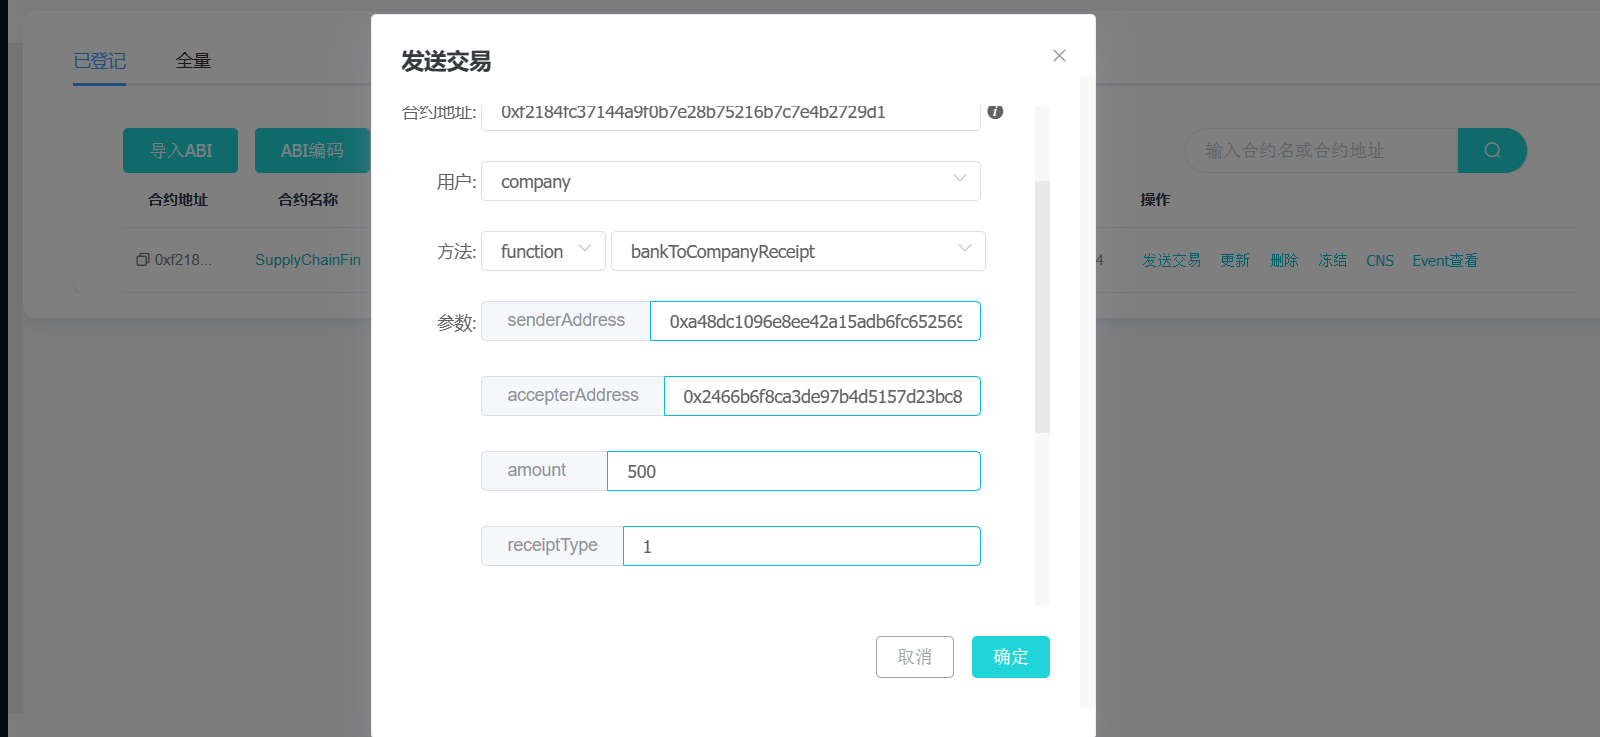 发送交易
已登记 全量
合约地址: 0xf2184fc37144a9f0b7e28b75216b7c7e4b2729d1
导入ABI ABI编码
输入合约名或合约地址
用户: company
合约地址 合约名称 操作
方法: function bankToCompanyReceipt
0xf218... SupplyChainFin 4 发送交易 更新 删除 冻结 CNS Event查看
参数: senderAddress 0xa48dc1096e8ee42a15adb6fc652569
accepterAddress 0x2466b6f8ca3de97b4d5157d23bc8
amount 500
receiptType 1
取消 确定